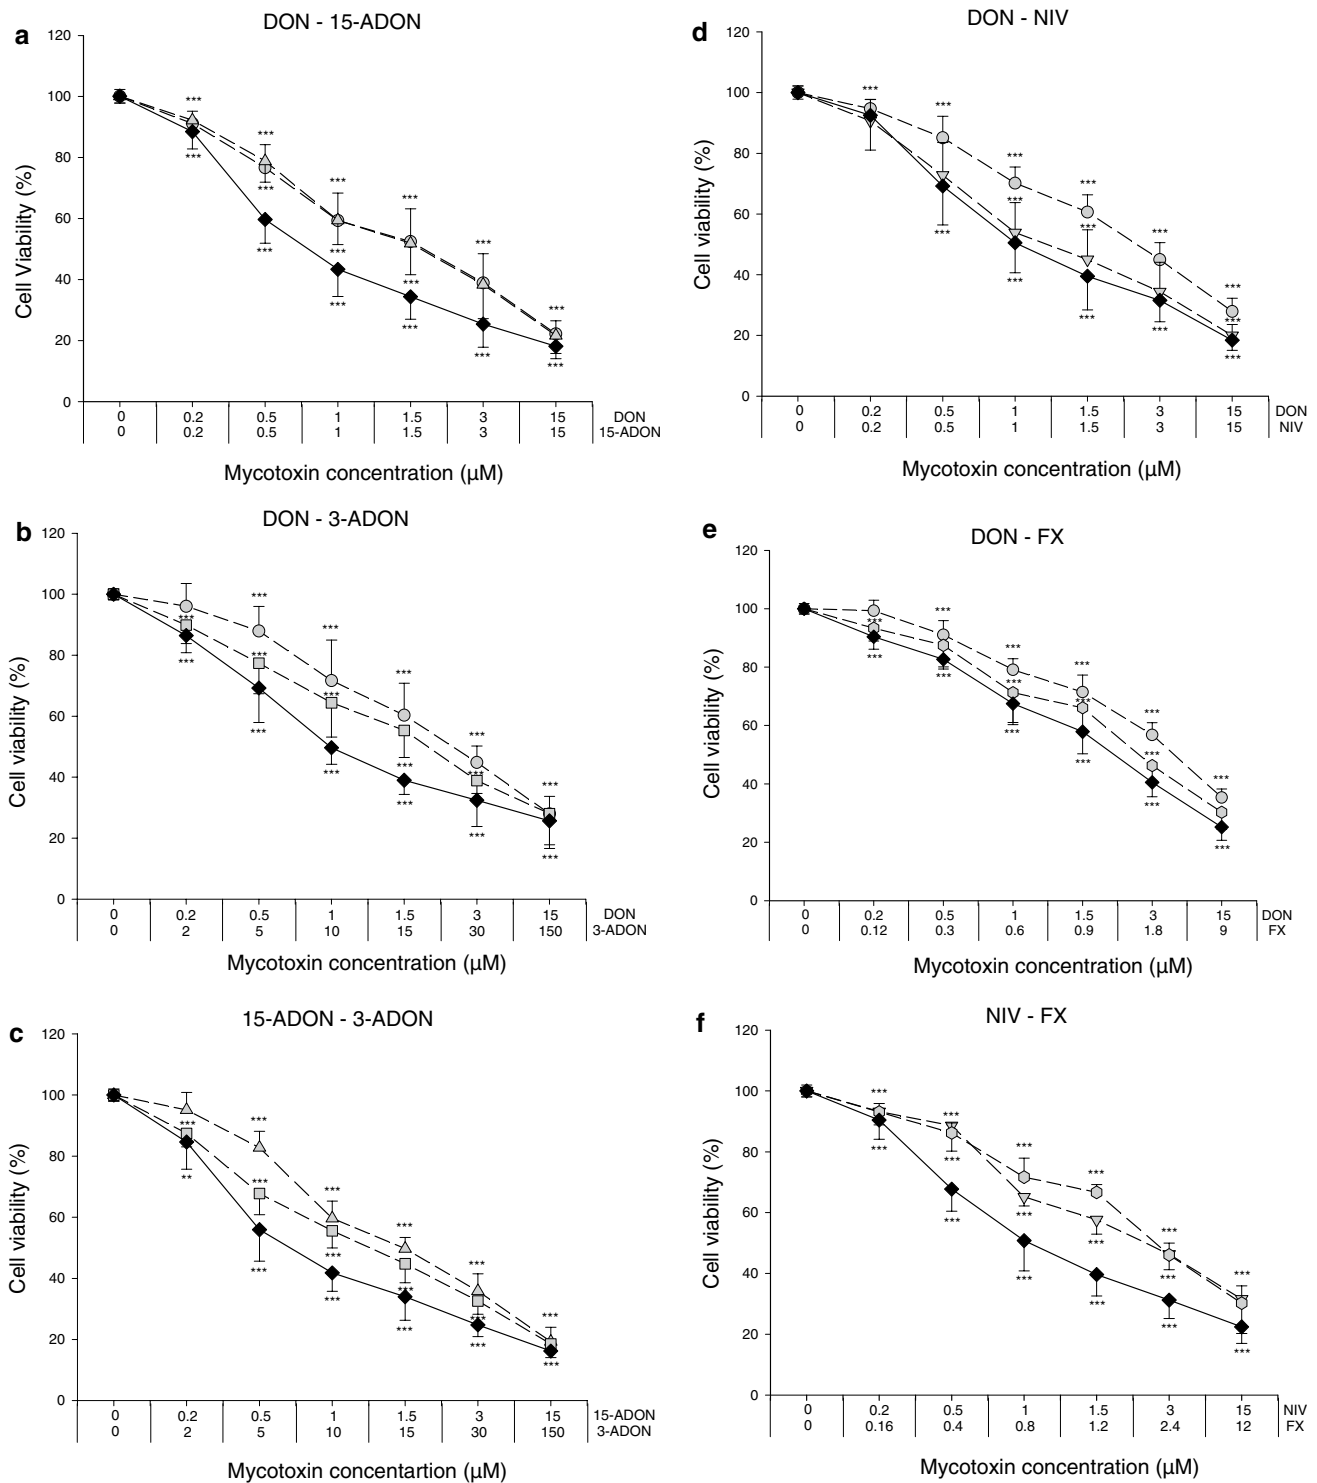 a
DON - 15-ADON
120
100
80
60
40
20
0
Cell Viability (%)
0 0.2 0.5 1 1.5 3 15 DON
0 0.2 0.5 1 1.5 3 15 15-ADON
Mycotoxin concentration (µM)
b
DON - 3-ADON
120
100
80
60
40
20
0
Cell viability (%)
0 0.2 0.5 1 1.5 3 15 DON
0 2 5 10 15 30 150 3-ADON
Mycotoxin concentration (µM)
c
15-ADON - 3-ADON
120
100
80
60
40
20
0
Cell viability (%)
0 0.2 0.5 1 1.5 3 15 15-ADON
0 2 5 10 15 30 150 3-ADON
Mycotoxin concentartion (µM)
d
DON - NIV
120
100
80
60
40
20
0
Cell viability (%)
0 0.2 0.5 1 1.5 3 15 DON
0 0.2 0.5 1 1.5 3 15 NIV
Mycotoxin concentration (µM)
e
DON - FX
120
100
80
60
40
20
0
Cell viability (%)
0 0.2 0.5 1 1.5 3 15 DON
0 0.12 0.3 0.6 0.9 1.8 9 FX
Mycotoxin concentration (µM)
f
NIV - FX
120
100
80
60
40
20
0
Cell viability (%)
0 0.2 0.5 1 1.5 3 15 NIV
0 0.16 0.4 0.8 1.2 2.4 12 FX
Mycotoxin concentration (µM)